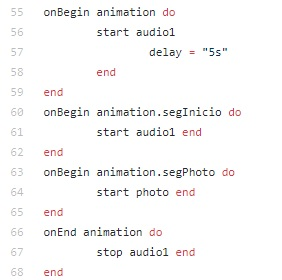 55 onBegin animation do
56 start audio1
57 delay = "5s"
58 end
59 end
60 onBegin animation.segInicio do
61 start audio1 end
62 end
63 onBegin animation.segPhoto do
64 start photo end
65 end
66 onEnd animation do
67 stop audio1 end
68 end